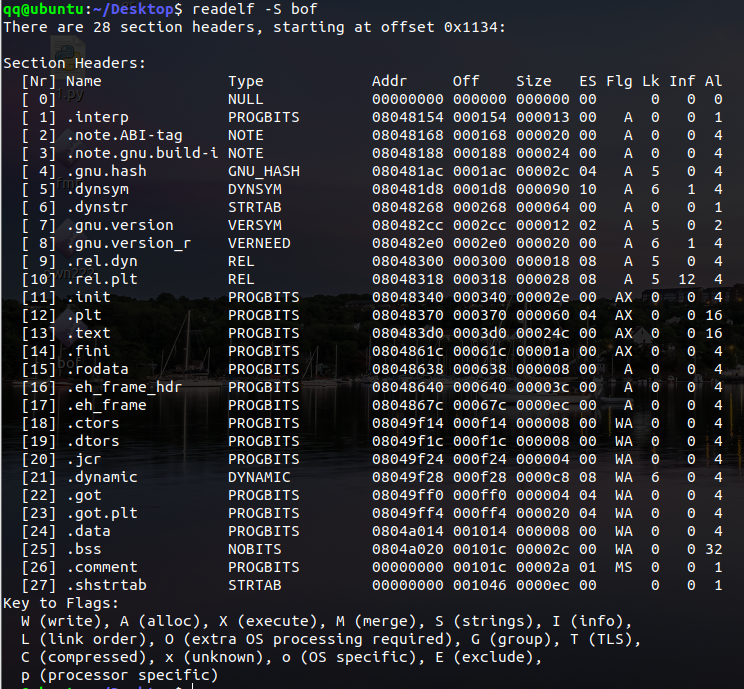 qq@ubuntu:~/Desktop$ readelf -S bof
There are 28 section headers, starting at offset 0x1134:

Section Headers:
  [Nr] Name              Type            Addr     Off    Size   ES Flg Lk Inf Al
  [ 0]                   NULL            00000000 000000 000000 00      0   0  0
  [ 1] .interp           PROGBITS        08048154 000154 000013 00   A  0   0  1
  [ 2] .note.ABI-tag     NOTE            08048168 000168 000020 00   A  0   0  4
  [ 3] .note.gnu.build-i NOTE            08048188 000188 000024 00   A  0   0  4
  [ 4] .gnu.hash         GNU_HASH        080481ac 0001ac 00002c 04   A  5   0  4
  [ 5] .dynsym           DYNSYM          080481d8 0001d8 000090 10   A  6   1  4
  [ 6] .dynstr           STRTAB          08048268 000268 000064 00   A  0   0  1
  [ 7] .gnu.version      VERSYM          080482cc 0002cc 000012 02   A  5   0  2
  [ 8] .gnu.version_r    VERNEED         080482e0 0002e0 000020 00   A  6   1  4
  [ 9] .rel.dyn          REL             08048300 000300 000018 08   A  5   0  4
  [10] .rel.plt          REL             08048318 000318 000028 08   A  5  12  4
  [11] .init             PROGBITS        08048340 000340 00002e 00  AX  0   0  4
  [12] .plt              PROGBITS        08048370 000370 000060 04  AX  0   0 16
  [13] .text             PROGBITS        080483d0 0003d0 00024c 00  AX  0   0 16
  [14] .fini             PROGBITS        0804861c 00061c 00001a 00  AX  0   0  4
  [15] .rodata           PROGBITS        08048638 000638 000008 00   A  0   0  4
  [16] .eh_frame_hdr     PROGBITS        08048640 000640 00003c 00   A  0   0  4
  [17] .eh_frame         PROGBITS        0804867c 00067c 0000ec 00   A  0   0  4
  [18] .ctors            PROGBITS        08049f14 000f14 000008 00  WA  0   0  4
  [19] .dtors            PROGBITS        08049f1c 000f1c 000008 00  WA  0   0  4
  [20] .jcr              PROGBITS        08049f24 000f24 000004 00  WA  0   0  4
  [21] .dynamic          DYNAMIC         08049f28 000f28 0000c8 08  WA  6   0  4
  [22] .got              PROGBITS        08049ff0 000ff0 000004 04  WA  0   0  4
  [23] .got.plt          PROGBITS        08049ff4 000ff4 000020 04  WA  0   0  4
  [24] .data             PROGBITS        0804a014 001014 000008 00  WA  0   0  4
  [25] .bss              NOBITS          0804a020 00101c 00002c 00  WA  0   0 32
  [26] .comment          PROGBITS        00000000 00101c 00002a 01  MS  0   0  1
  [27] .shstrtab         STRTAB          00000000 001046 0000ec 00      0   0  1
Key to Flags:
  W (write), A (alloc), X (execute), M (merge), S (strings), I (info),
  L (link order), O (extra OS processing required), G (group), T (TLS),
  C (compressed), x (unknown), o (OS specific), E (exclude),
  p (processor specific)